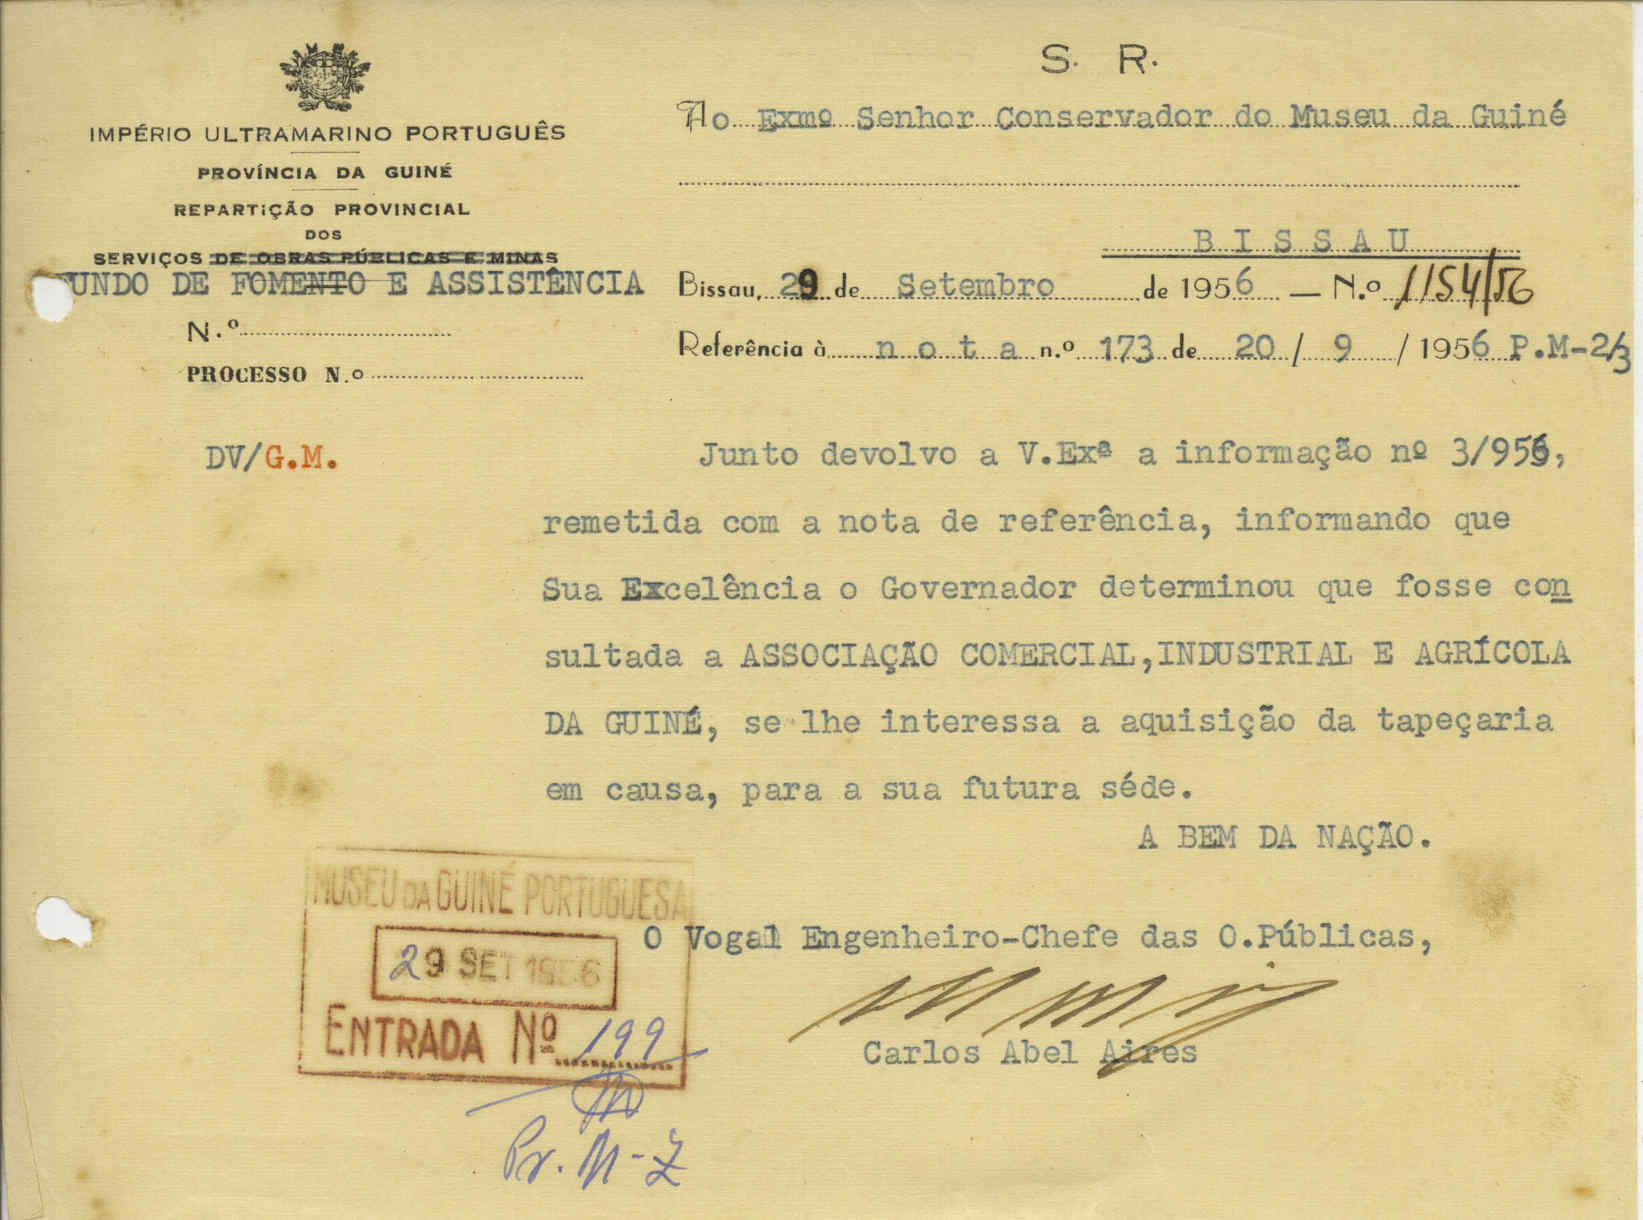 S. R.
IMPÉRIO ULTRAMARINO PORTUGUÊS
PROVÍNCIA DA GUINÉ
REPARTIÇÃO PROVINCIAL
DOS
SERVIÇOS DE OBRAS PÚBLICAS E MINAS
FUNDO DE FOMENTO E ASSISTÊNCIA
N.º
PROCESSO N.º
Ao Exmº Senhor Conservador do Museu da Guiné
BISSAU
Bissau, 29 de Setembro de 1956 — N.º 1154/56
Referência à nota n.º 173 de 20 / 9 / 1956 P.M-2/3
DV/G.M.
Junto devolvo a V.Exª a informação nº 3/956,
remetida com a nota de referência, informando que
Sua Excelência o Governador determinou que fosse con
sultada a ASSOCIAÇÃO COMERCIAL,INDUSTRIAL E AGRÍCOLA
DA GUINÉ, se lhe interessa a aquisição da tapeçaria
em causa, para a sua futura séde.
A BEM DA NAÇÃO.
O Vogal Engenheiro-Chefe das O.Públicas,
Carlos Abel Aires
MUSEU DA GUINÉ PORTUGUESA
29 SET 1956
ENTRADA Nº 199
Pr. M-2